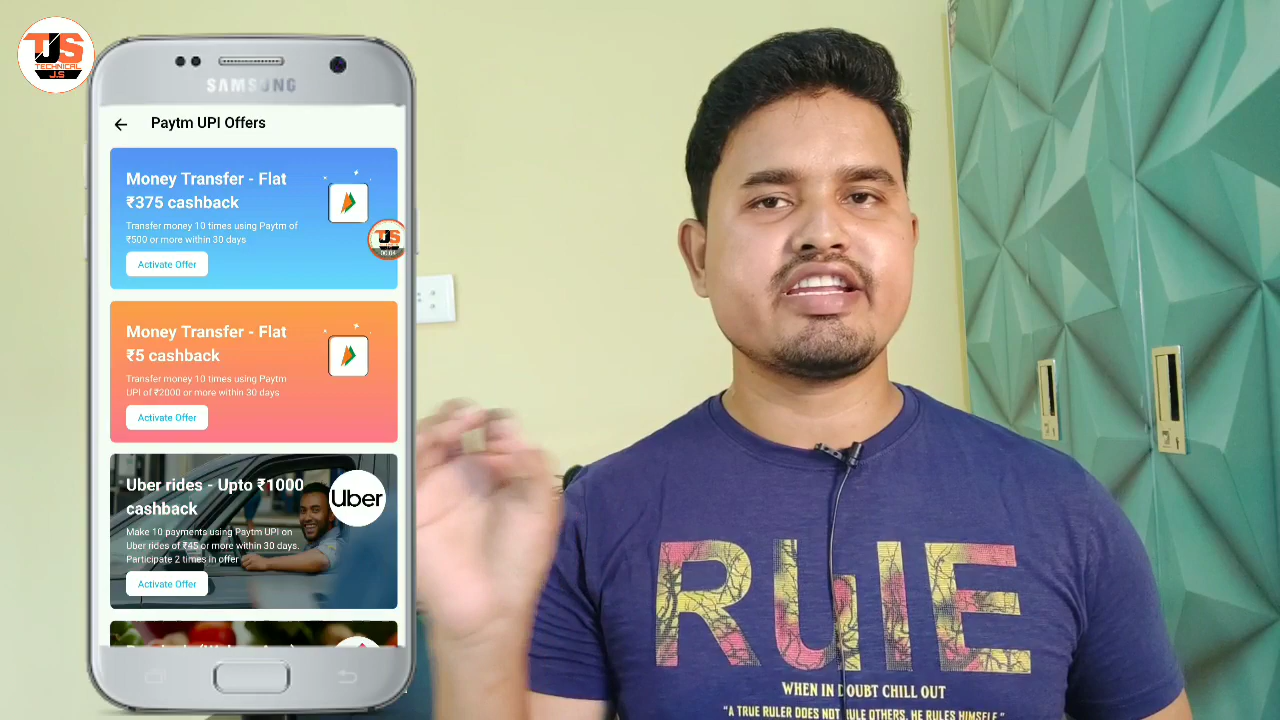 TJS
TECHNICAL
J.S
SAMSUNG
Paytm UPI Offers
Money Transfer - Flat
₹375 cashback
Transfer money 10 times using Paytm of
₹500 or more within 30 days
Activate Offer
TJS
00:04
Money Transfer - Flat
₹5 cashback
Transfer money 10 times using Paytm
UPI of ₹2000 or more within 30 days
Activate Offer
Uber rides - Upto ₹1000
cashback
Uber
Make 10 payments using Paytm UPI on
Uber rides of ₹45 or more within 30 days.
Participate 2 times in offer
Activate Offer
RULE
WHEN IN DOUBT CHILL OUT
"A TRUE RULER DOES NOT RULE OTHERS, HE RULES HIMSELF"